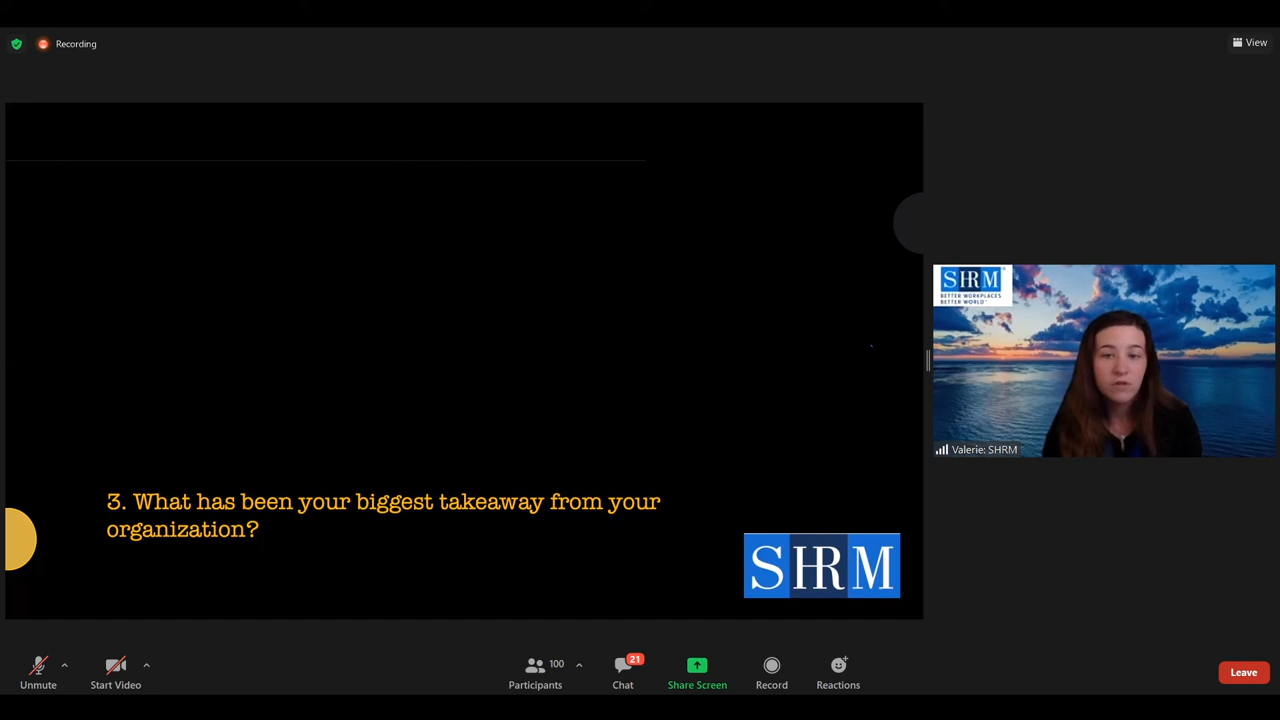 Recording
View
SHRM
BETTER WORKPLACES
BETTER WORLD™
Valerie: SHRM
3. What has been your biggest takeaway from your
organization?
SHRM
Unmute
Start Video
100
Participants
21
Chat
Share Screen
Record
Reactions
Leave